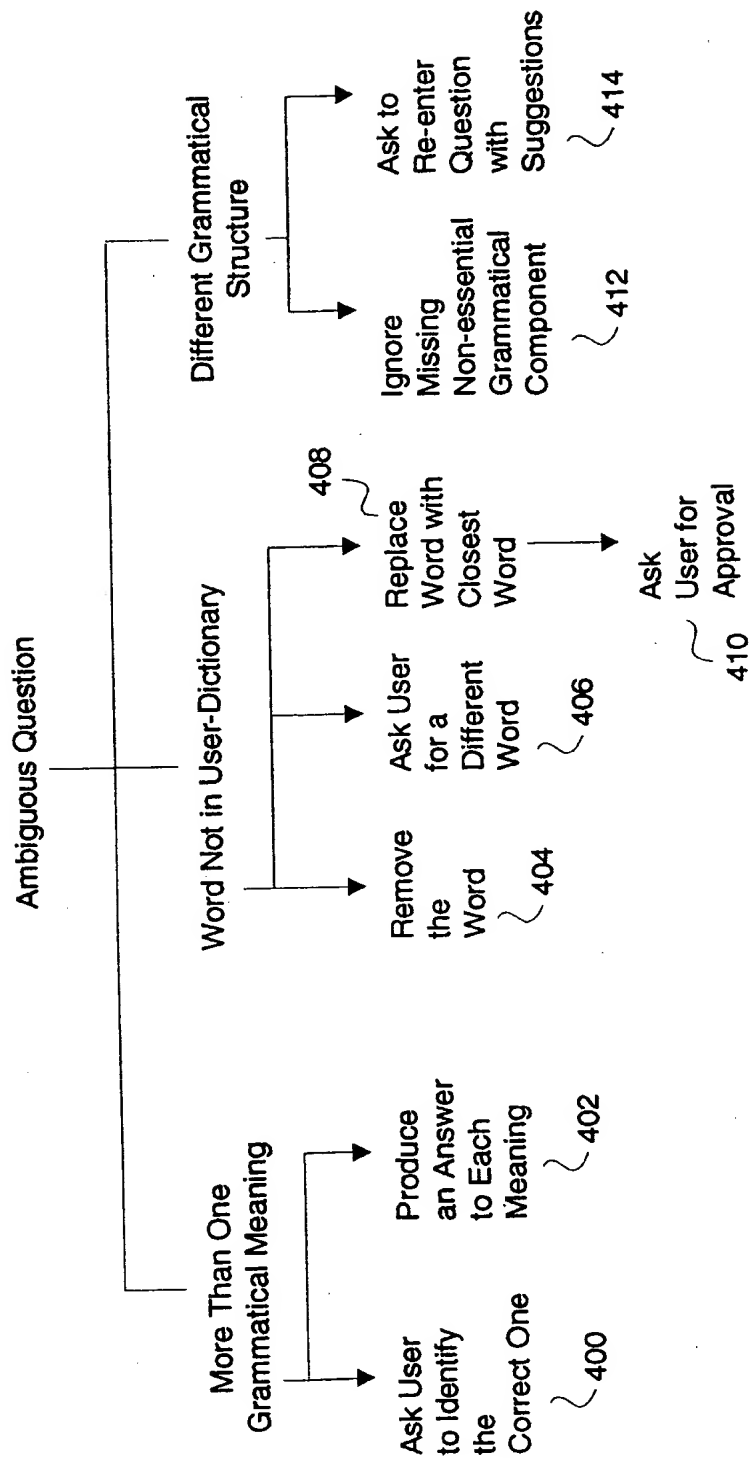 Ambiguous Question
More Than One
Grammatical Meaning
Word Not in User-Dictionary
Different Grammatical
Structure
Ask User
to Identify
the
Correct One
400
Produce
an Answer
to Each
Meaning
402
Remove
the
Word
404
Ask User
for a
Different
Word
406
408
Replace
Word with
Closest
Word
Ask
User for
Approval
410
Ignore
Missing
Non-essential
Grammatical
Component
412
Ask to
Re-enter
Question
with
Suggestions
414